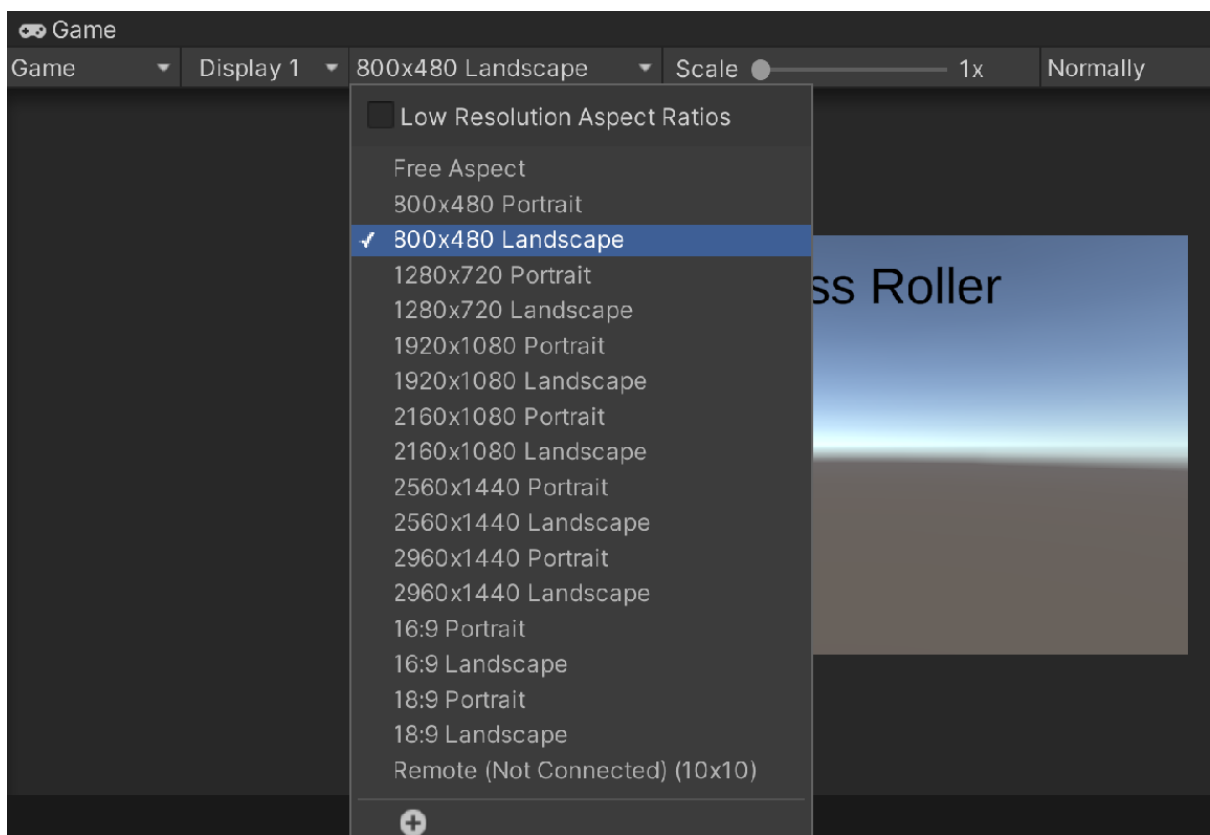 Game
Game Display 1 800x480 Landscape Scale 1x Normally
Low Resolution Aspect Ratios
Free Aspect
800x480 Portrait
800x480 Landscape
ss Roller
1280x720 Portrait
1280x720 Landscape
1920x1080 Portrait
1920x1080 Landscape
2160x1080 Portrait
2160x1080 Landscape
2560x1440 Portrait
2560x1440 Landscape
2960x1440 Portrait
2960x1440 Landscape
16:9 Portrait
16:9 Landscape
18:9 Portrait
18:9 Landscape
Remote (Not Connected) (10x10)